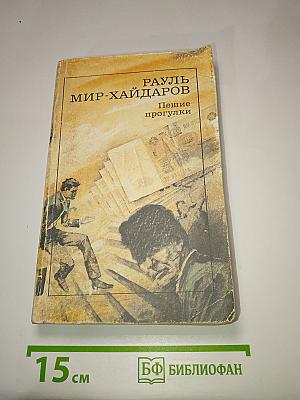 РАУЛЬ
МИР-ХАЙДАРОВ
Пешие
прогулки
15 см
БФ БИБЛИОФАН